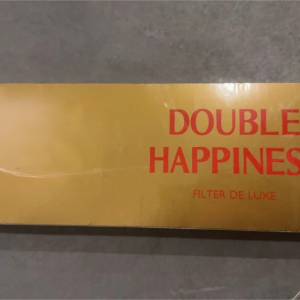 DOUBLE
HAPPINES
FILTER DE LUXE